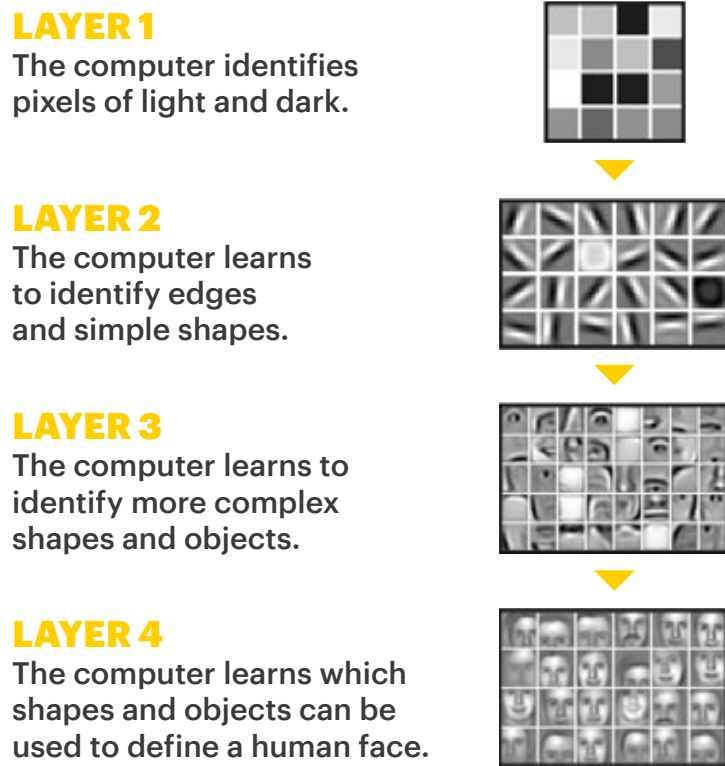 LAYER 1
The computer identifies
pixels of light and dark.
LAYER 2
The computer learns
to identify edges
and simple shapes.
LAYER 3
The computer learns to
identify more complex
shapes and objects.
LAYER 4
The computer learns which
shapes and objects can be
used to define a human face.